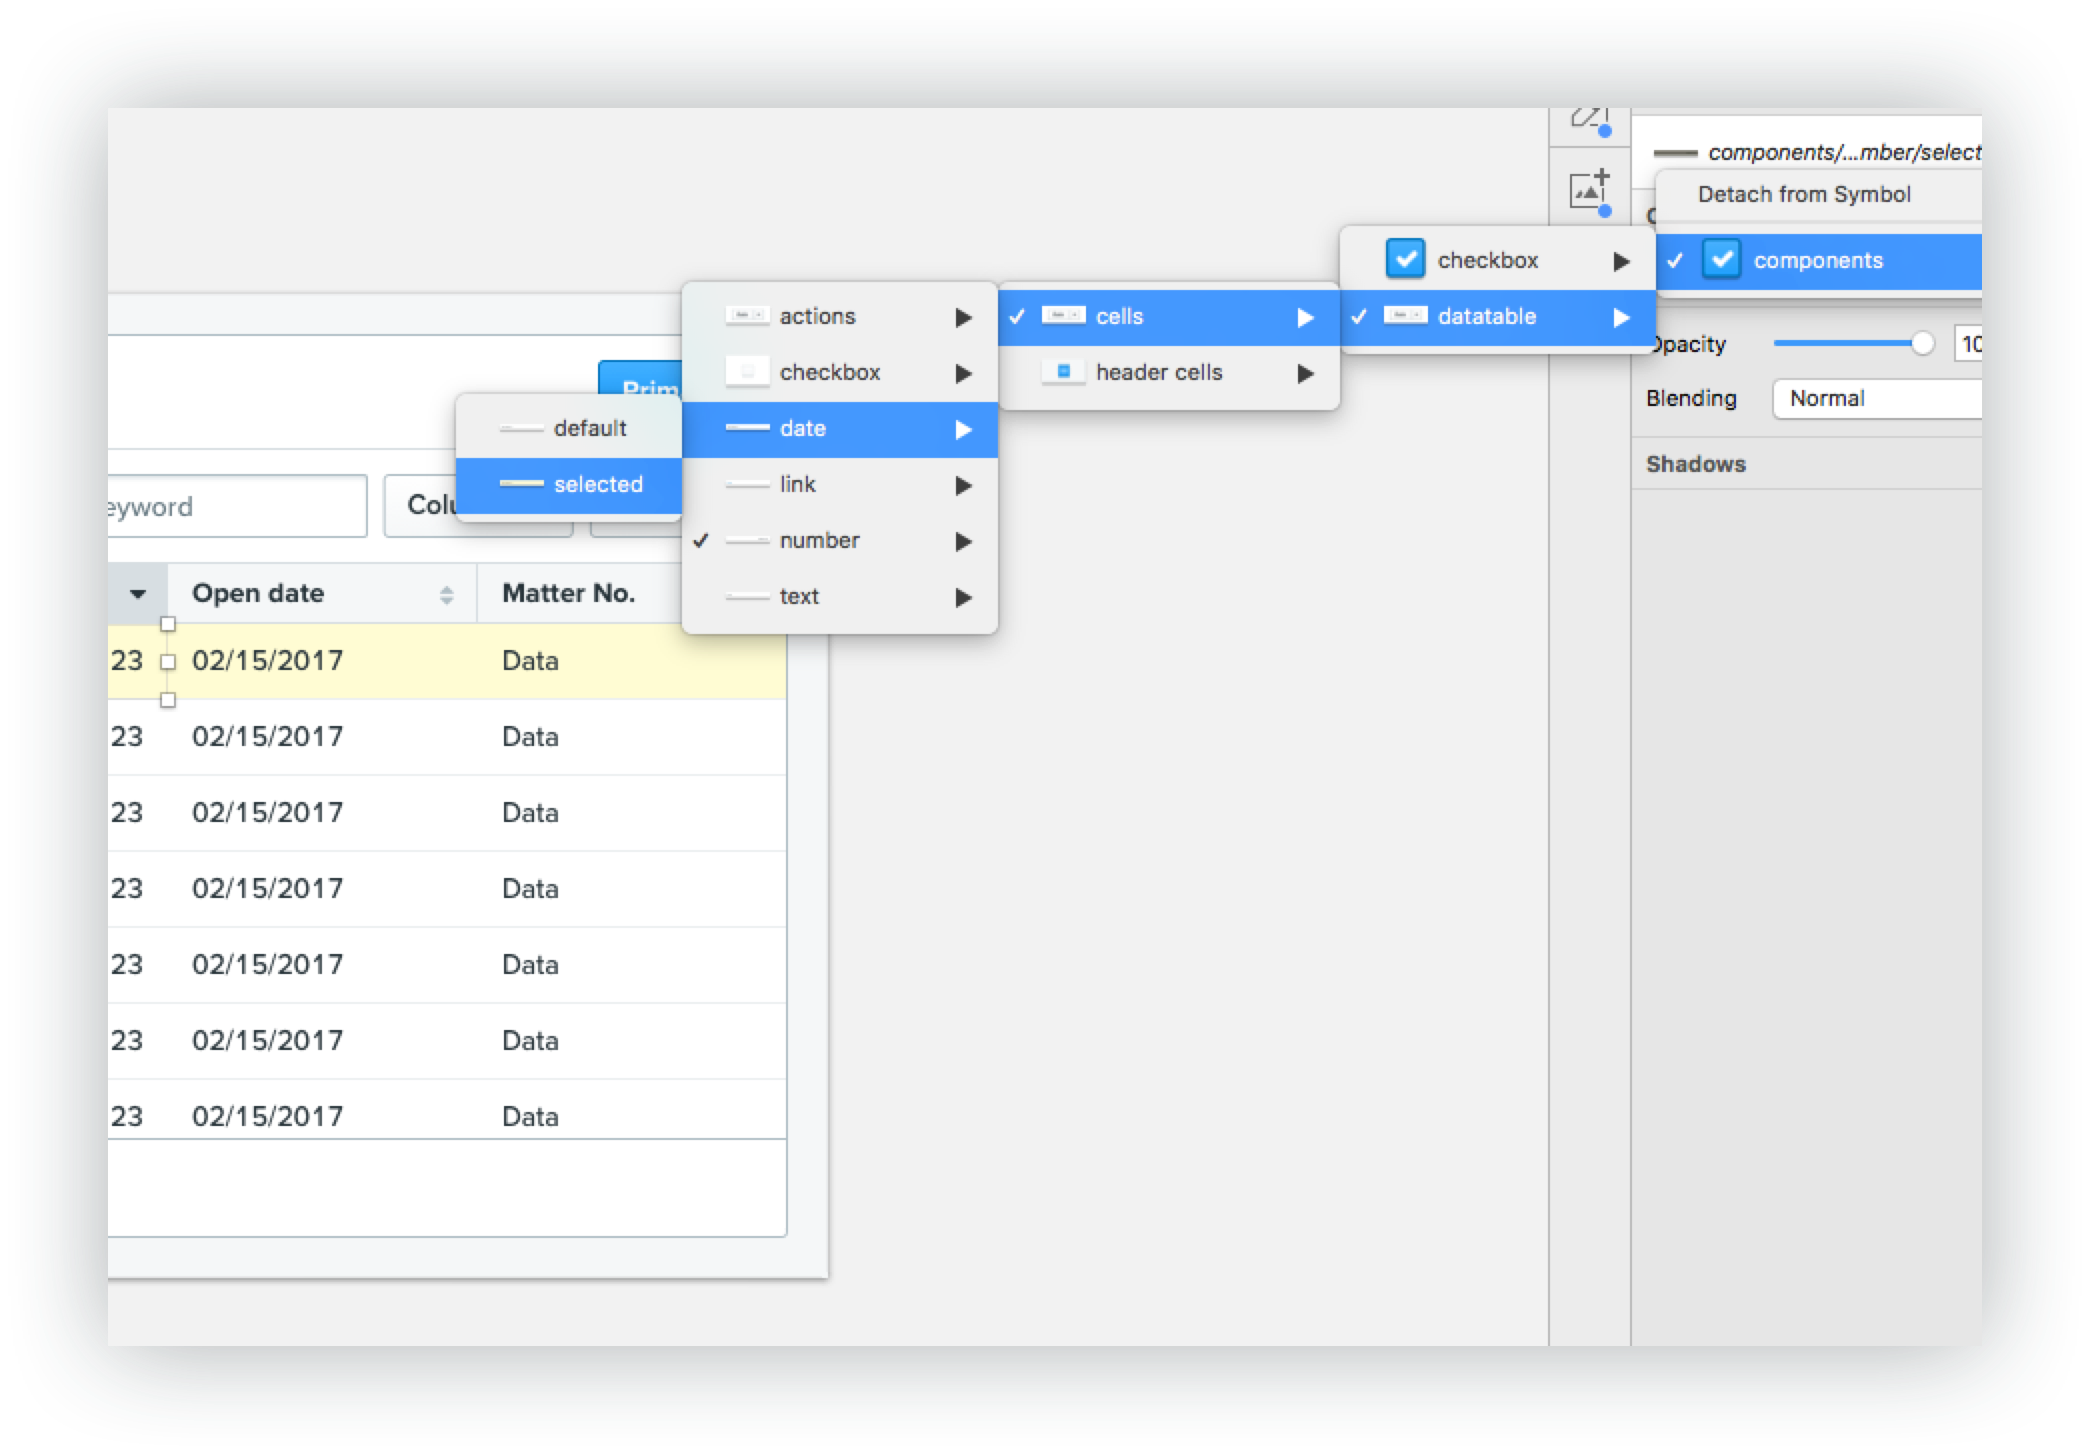 components/...mber/select
Detach from Symbol
components
checkbox
datatable
cells
header cells
actions
checkbox
date
link
number
text
default
selected
Opacity
10
Blending
Normal
Shadows
Prim
eyword
Colu
Open date
Matter No.
23 02/15/2017 Data
23 02/15/2017 Data
23 02/15/2017 Data
23 02/15/2017 Data
23 02/15/2017 Data
23 02/15/2017 Data
23 02/15/2017 Data